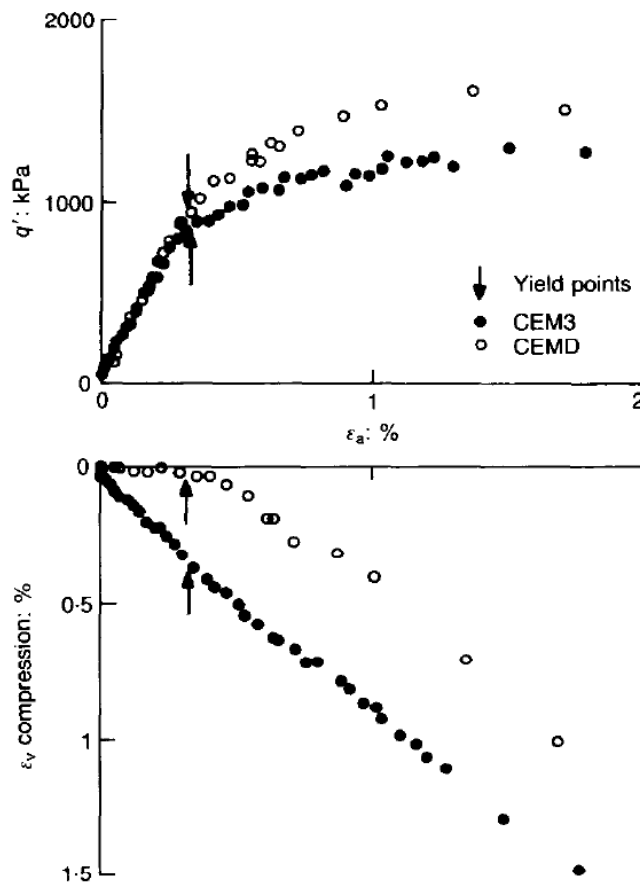 2000
q′: kPa
1000
Yield points
CEM3
CEMD
0
0
1
2
εa: %
0
0·5
εv compression: %
1
1·5